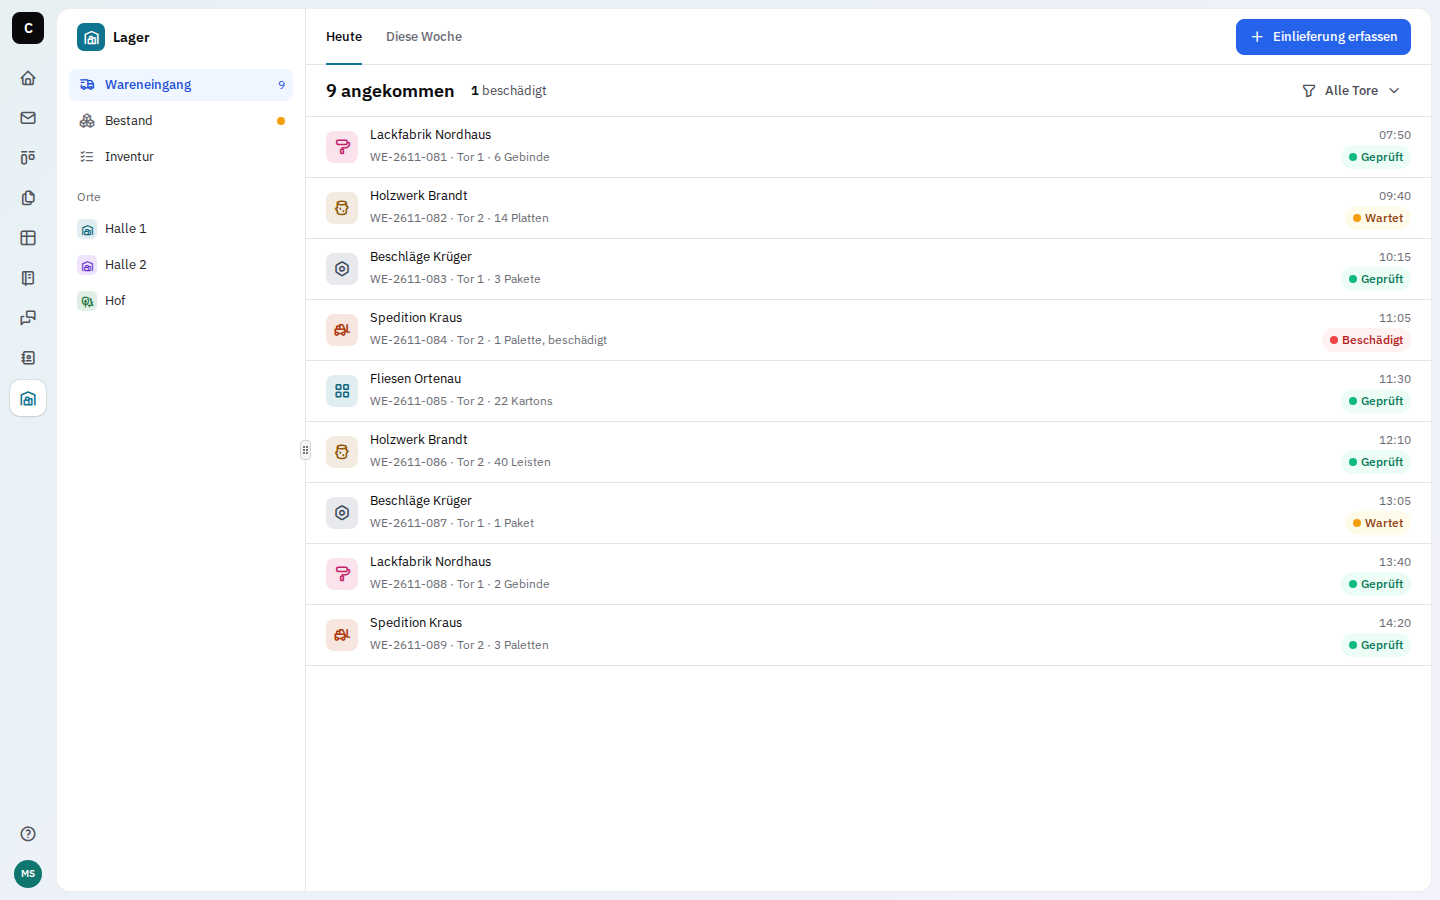 C
Lager
Wareneingang 9
Bestand
Inventur
Orte
Halle 1
Halle 2
Hof
MS
Heute Diese Woche
Einlieferung erfassen
9 angekommen 1 beschädigt
Alle Tore
Lackfabrik Nordhaus 07:50
WE-2611-081 · Tor 1 · 6 Gebinde Geprüft
Holzwerk Brandt 09:40
WE-2611-082 · Tor 2 · 14 Platten Wartet
Beschläge Krüger 10:15
WE-2611-083 · Tor 1 · 3 Pakete Geprüft
Spedition Kraus 11:05
WE-2611-084 · Tor 2 · 1 Palette, beschädigt Beschädigt
Fliesen Ortenau 11:30
WE-2611-085 · Tor 2 · 22 Kartons Geprüft
Holzwerk Brandt 12:10
WE-2611-086 · Tor 2 · 40 Leisten Geprüft
Beschläge Krüger 13:05
WE-2611-087 · Tor 1 · 1 Paket Wartet
Lackfabrik Nordhaus 13:40
WE-2611-088 · Tor 1 · 2 Gebinde Geprüft
Spedition Kraus 14:20
WE-2611-089 · Tor 2 · 3 Paletten Geprüft